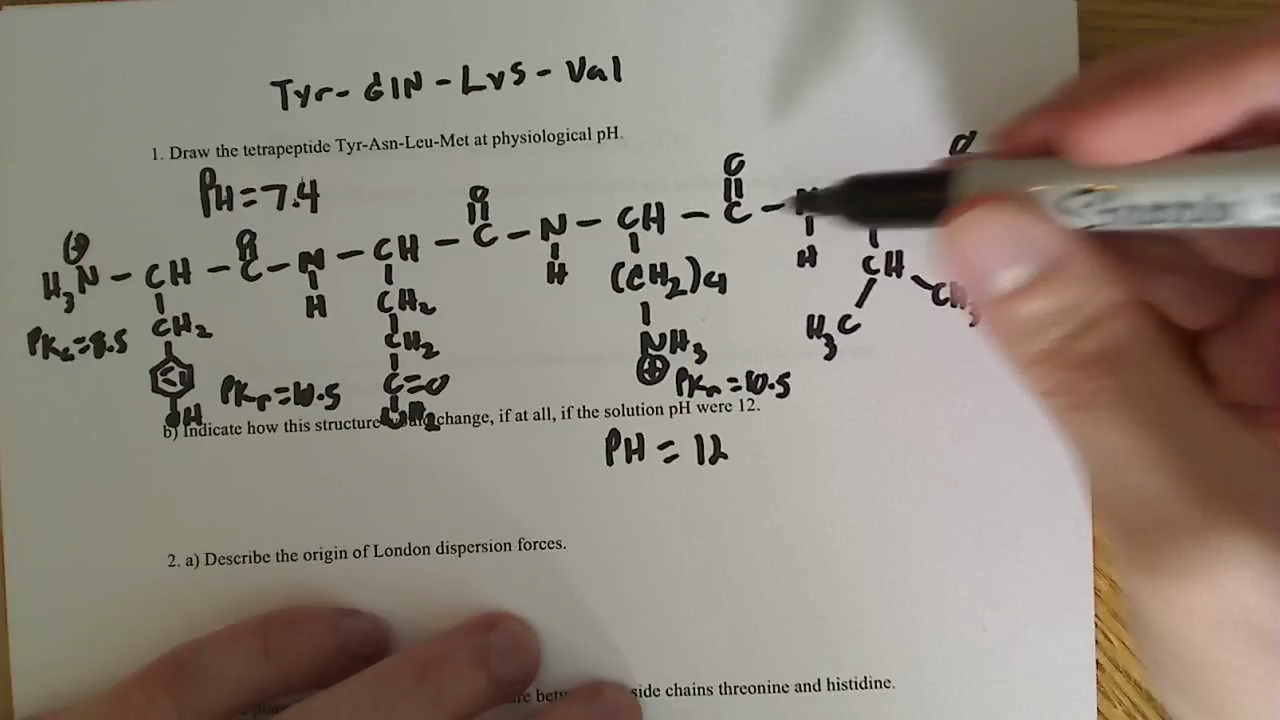 Tyr-GlN-Lys-Val
1. Draw the tetrapeptide Tyr-Asn-Leu-Met at physiological pH.
PH=7.4
O O O O
H3N⊕-CH-C-N-CH-C-N-CH-C-N
H H H
CH2 CH2 (CH2)4 CH
CH2 CH3
PKa=8.5
C=O NH3⊕ H3C
OH PKr=10.5 PKr=10.5
b) Indicate how this structure change, if at all, if the solution pH were 12.
PH=12
2. a) Describe the origin of London dispersion forces.
side chains threonine and histidine.